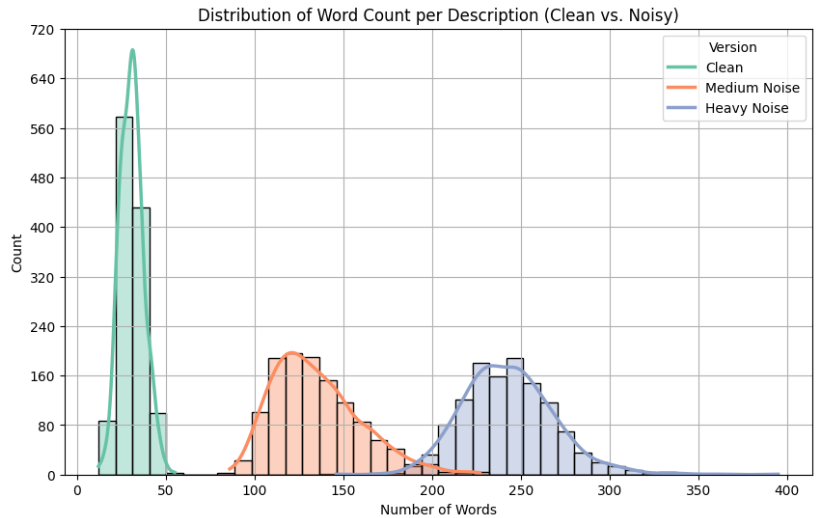 Distribution of Word Count per Description (Clean vs. Noisy)
720
640
560
480
400
320
240
160
80
0
Count
Version
Clean
Medium Noise
Heavy Noise
0 50 100 150 200 250 300 350 400
Number of Words